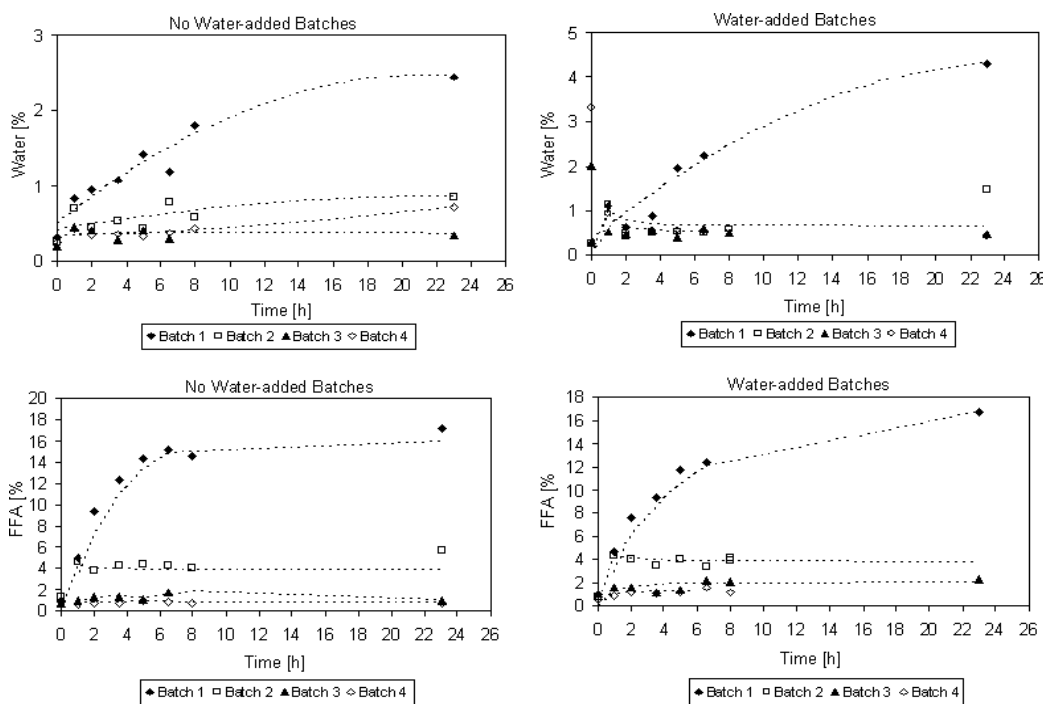 No Water-added Batches
3
2
1
0
Water [%
0 2 4 6 8 10 12 14 16 18 20 22 24 26
Time [h]
Batch 1 Batch 2 Batch 3 Batch 4
Water-added Batches
5
4
3
2
1
0
Water [%
0 2 4 6 8 10 12 14 16 18 20 22 24 26
Time [h]
Batch 1 Batch 2 Batch 3 Batch 4
No Water-added Batches
20
18
16
14
12
10
8
6
4
2
0
FFA [%
0 2 4 6 8 10 12 14 16 18 20 22 24 26
Time [h]
Batch 1 Batch 2 Batch 3 Batch 4
Water-added Batches
18
16
14
12
10
8
6
4
2
0
FFA [%
0 2 4 6 8 10 12 14 16 18 20 22 24 26
Time [h]
Batch 1 Batch 2 Batch 3 Batch 4